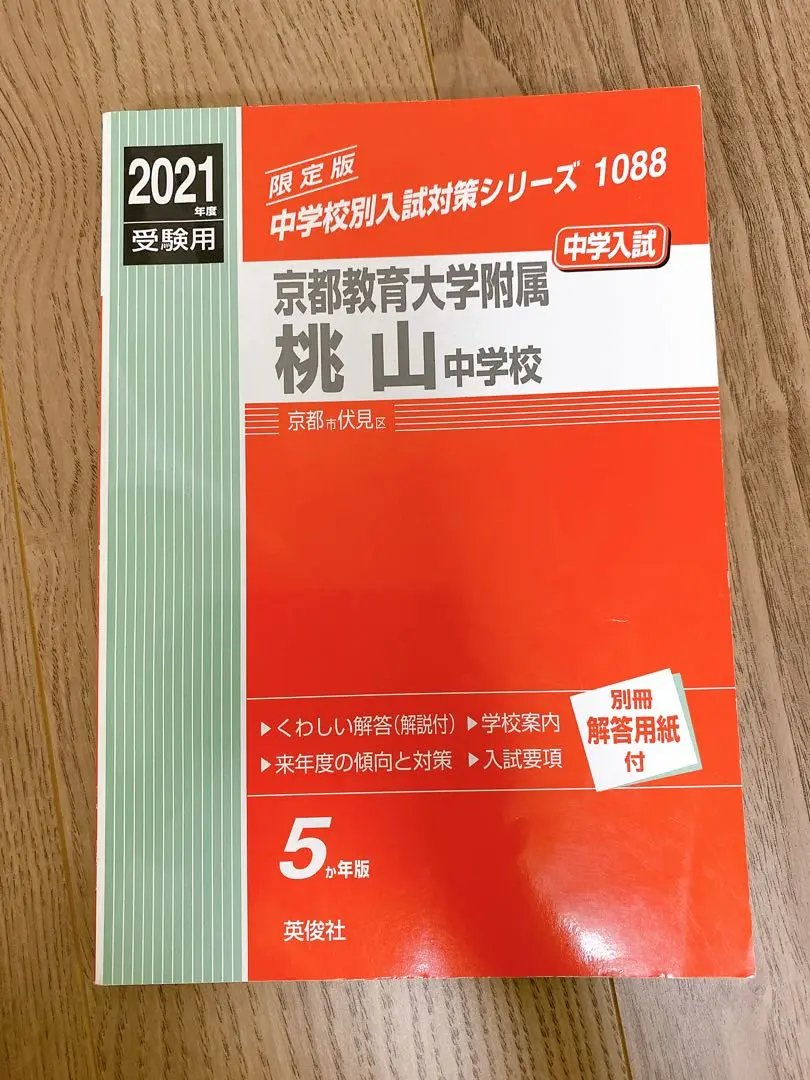 2021
年度
受験用
限定版
中学校別入試対策シリーズ 1088
中学入試
京都教育大学附属
桃山中学校
京都市伏見区
▶くわしい解答(解説付) ▶学校案内
▶来年度の傾向と対策 ▶入試要項
別冊
解答用紙
付
5か年版
英俊社